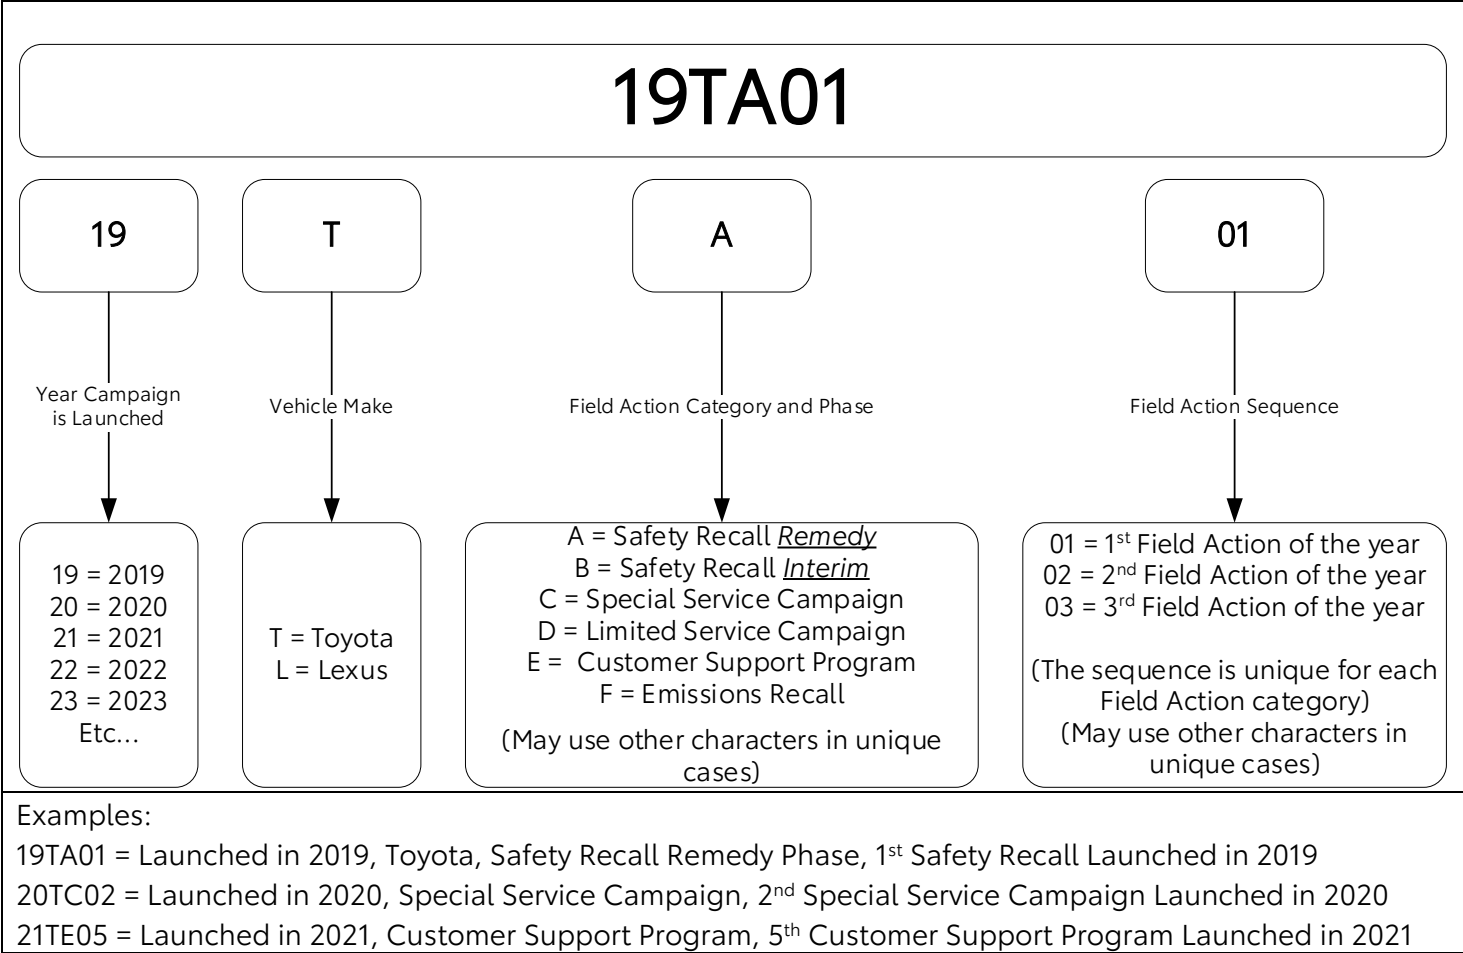 19TA01
19
T
A
01
Year Campaign
is Launched
Vehicle Make
Field Action Category and Phase
Field Action Sequence
19 = 2019
20 = 2020
21 = 2021
22 = 2022
23 = 2023
Etc...
T = Toyota
L = Lexus
A = Safety Recall Remedy
B = Safety Recall Interim
C = Special Service Campaign
D = Limited Service Campaign
E =  Customer Support Program
F = Emissions Recall
(May use other characters in unique
cases)
01 = 1st Field Action of the year
02 = 2nd Field Action of the year
03 = 3rd Field Action of the year
(The sequence is unique for each
Field Action category)
(May use other characters in
unique cases)
Examples:
19TA01 = Launched in 2019, Toyota, Safety Recall Remedy Phase, 1st Safety Recall Launched in 2019
20TC02 = Launched in 2020, Special Service Campaign, 2nd Special Service Campaign Launched in 2020
21TE05 = Launched in 2021, Customer Support Program, 5th Customer Support Program Launched in 2021